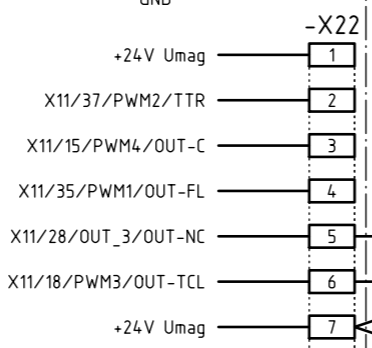 -X22
+24V Umag 1
X11/37/PWM2/TTR 2
X11/15/PWM4/OUT-C 3
X11/35/PWM1/OUT-FL 4
X11/28/OUT_3/OUT-NC 5
X11/18/PWM3/OUT-TCL 6
+24V Umag 7